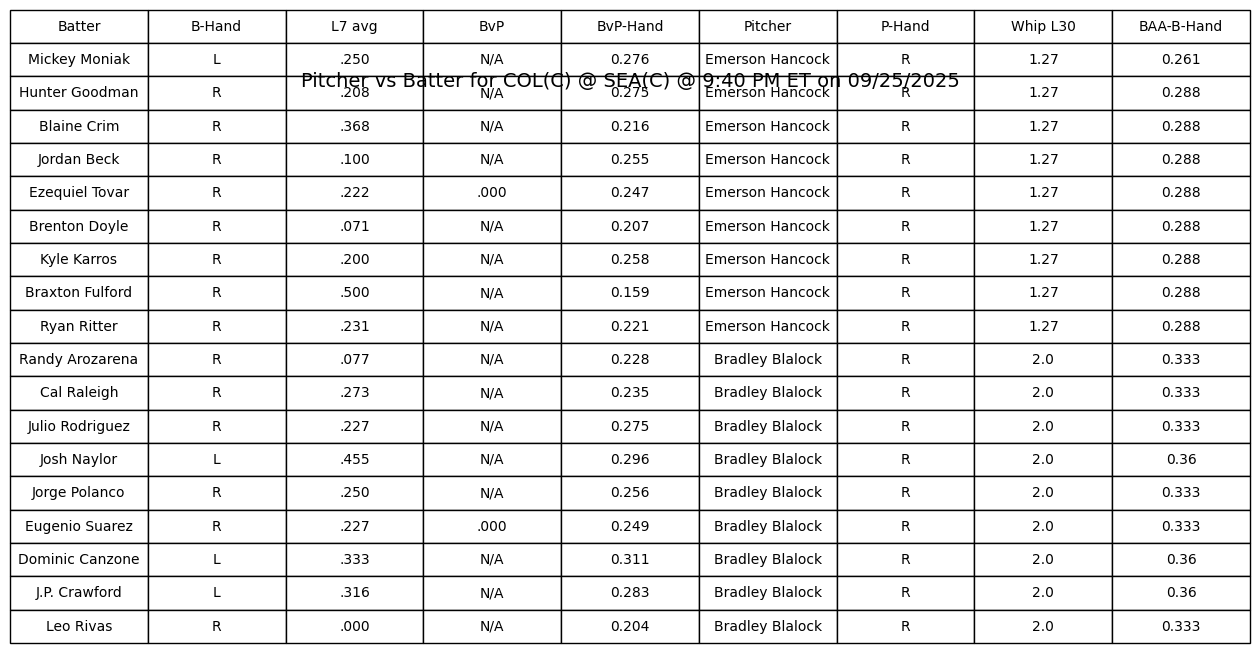 Batter B-Hand L7 avg BvP BvP-Hand Pitcher P-Hand Whip L30 BAA-B-Hand
Mickey Moniak L .250 N/A 0.276 Emerson Hancock R 1.27 0.261
Pitcher vs Batter for COL(C) @ SEA(C) @ 9:40 PM ET on 09/25/2025
Hunter Goodman R .208 N/A 0.275 Emerson Hancock R 1.27 0.288
Blaine Crim R .368 N/A 0.216 Emerson Hancock R 1.27 0.288
Jordan Beck R .100 N/A 0.255 Emerson Hancock R 1.27 0.288
Ezequiel Tovar R .222 .000 0.247 Emerson Hancock R 1.27 0.288
Brenton Doyle R .071 N/A 0.207 Emerson Hancock R 1.27 0.288
Kyle Karros R .200 N/A 0.258 Emerson Hancock R 1.27 0.288
Braxton Fulford R .500 N/A 0.159 Emerson Hancock R 1.27 0.288
Ryan Ritter R .231 N/A 0.221 Emerson Hancock R 1.27 0.288
Randy Arozarena R .077 N/A 0.228 Bradley Blalock R 2.0 0.333
Cal Raleigh R .273 N/A 0.235 Bradley Blalock R 2.0 0.333
Julio Rodriguez R .227 N/A 0.275 Bradley Blalock R 2.0 0.333
Josh Naylor L .455 N/A 0.296 Bradley Blalock R 2.0 0.36
Jorge Polanco R .250 N/A 0.256 Bradley Blalock R 2.0 0.333
Eugenio Suarez R .227 .000 0.249 Bradley Blalock R 2.0 0.333
Dominic Canzone L .333 N/A 0.311 Bradley Blalock R 2.0 0.36
J.P. Crawford L .316 N/A 0.283 Bradley Blalock R 2.0 0.36
Leo Rivas R .000 N/A 0.204 Bradley Blalock R 2.0 0.333